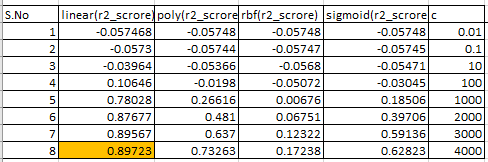 S.No linear(r2_scrore) poly(r2_scrore rbf(r2_scrore) sigmoid(r2_scrore c
1 -0.057468 -0.05748 -0.05748 -0.05748 0.01
2 -0.0573 -0.05744 -0.05747 -0.05745 0.1
3 -0.03964 -0.05366 -0.0568 -0.05471 10
4 0.10646 -0.0198 -0.05072 -0.03045 100
5 0.78028 0.26616 0.00676 0.18506 1000
6 0.87677 0.481 0.06751 0.39706 2000
7 0.89567 0.637 0.12322 0.59136 3000
8 0.89723 0.73263 0.17238 0.62823 4000